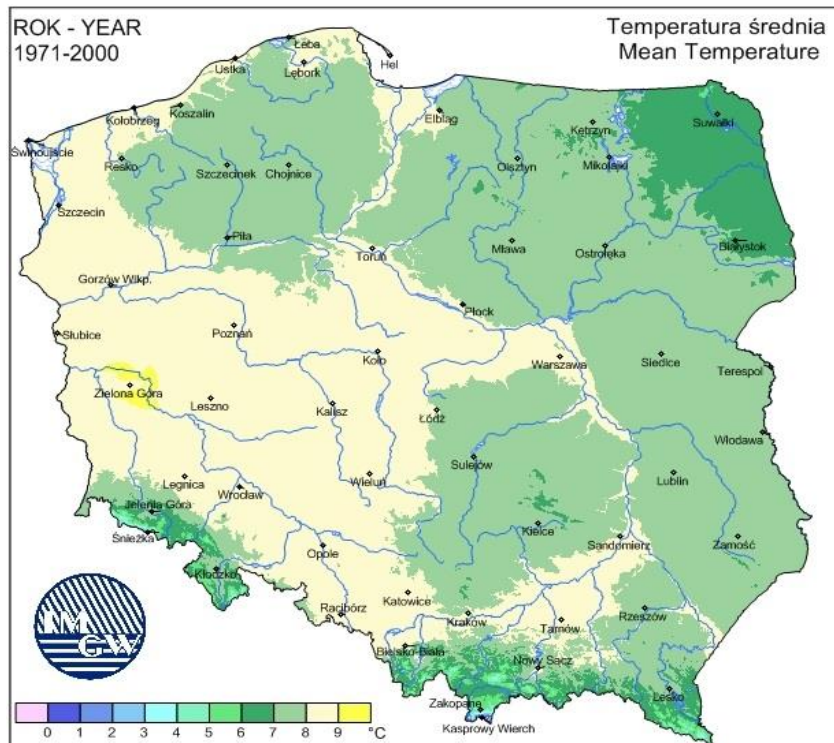 ROK - YEAR
1971-2000
Temperatura średnia
Mean Temperature
Łeba
Hel
Ustka
Lębork
Koszalin
Kołobrzeg
Elbląg
Kętrzyn
Suwałki
Świnoujście
Resko
Szczecinek
Chojnice
Olsztyn
Mikołajki
Szczecin
Piła
Toruń
Mława
Ostrołęka
Białystok
Gorzów Wlkp.
Płock
Słubice
Poznań
Koło
Warszawa
Siedlce
Terespol
Zielona Góra
Leszno
Kalisz
Łódź
Włodawa
Sulejów
Legnica
Wrocław
Wieluń
Lublin
Jelenia Góra
Śnieżka
Opole
Kielce
Sandomierz
Zamość
Kłodzko
Racibórz
Katowice
Kraków
Tarnów
Rzeszów
Bielsko-Biała
Nowy Sącz
Lesko
Zakopane
Kasprowy Wierch
IM
GW
0 1 2 3 4 5 6 7 8 9 °C